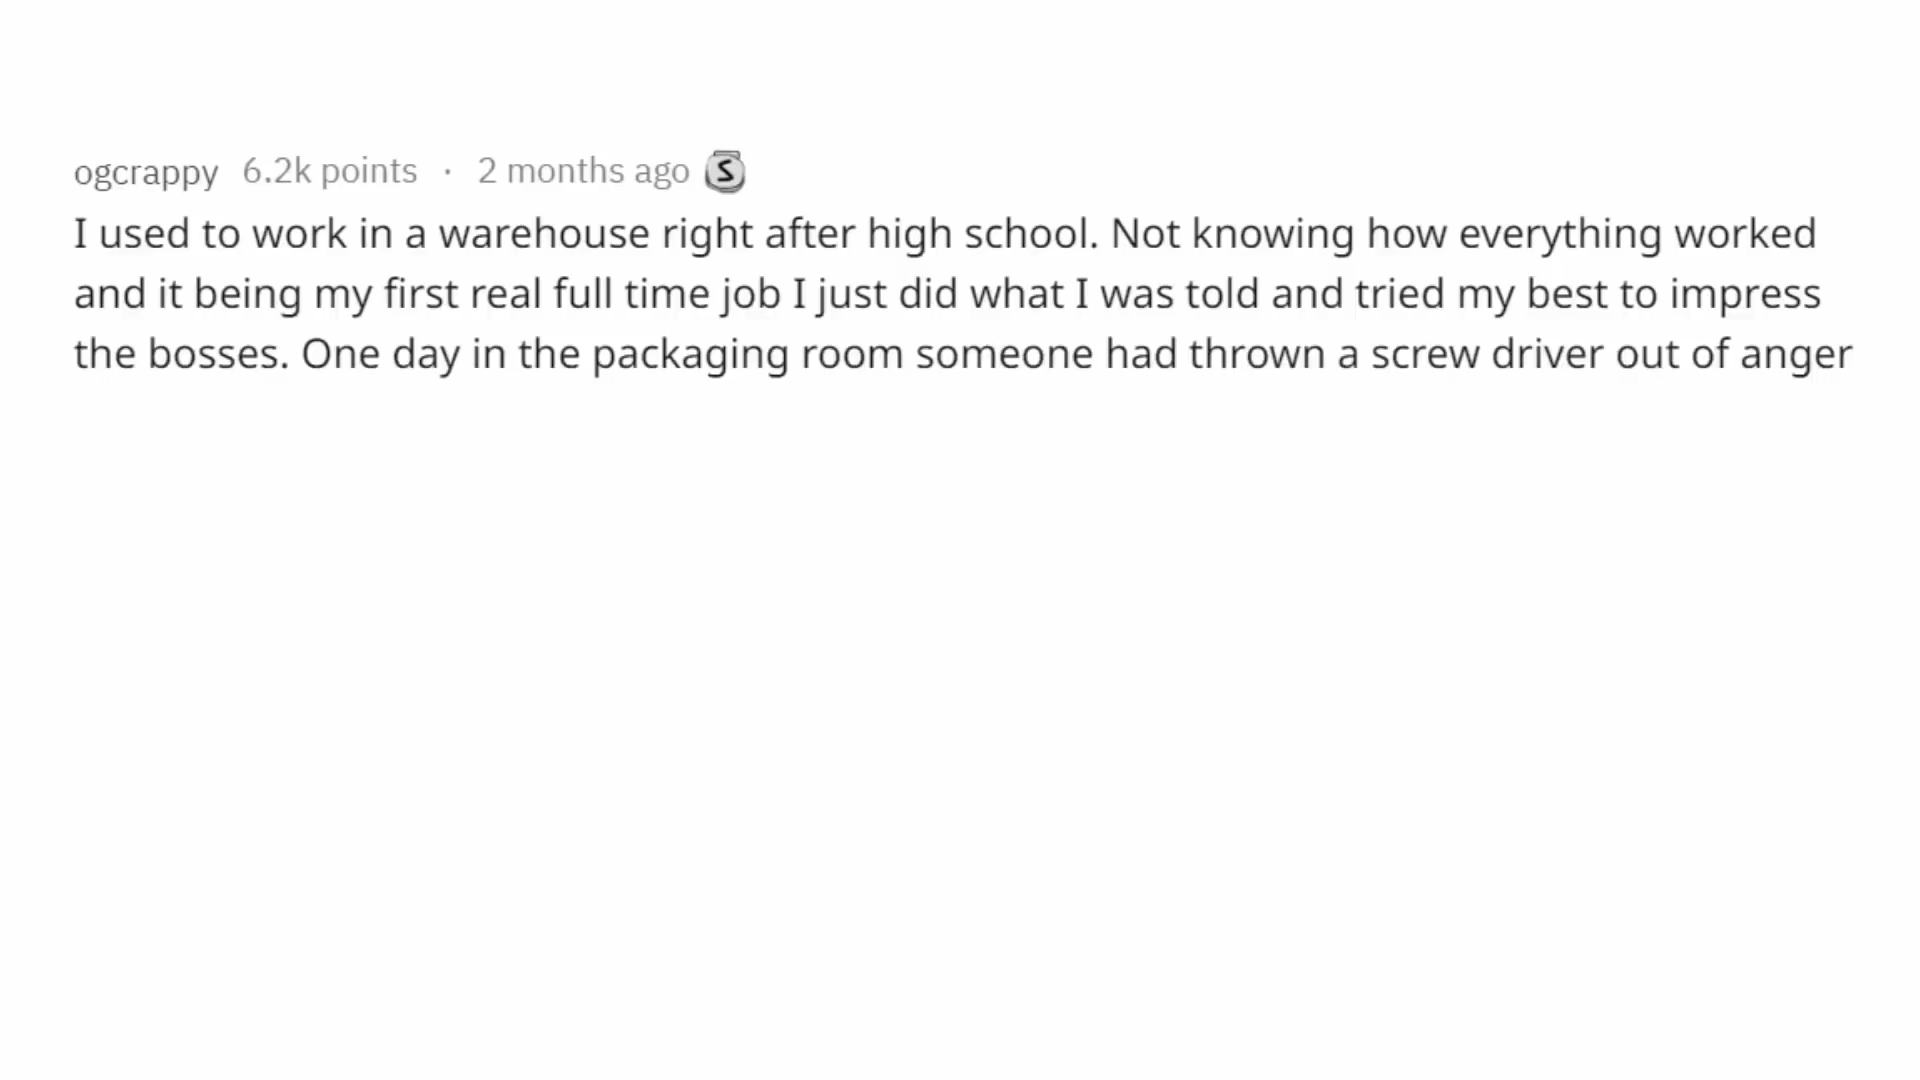 ogcrappy 6.2k points · 2 months ago S
I used to work in a warehouse right after high school. Not knowing how everything worked
and it being my first real full time job I just did what I was told and tried my best to impress
the bosses. One day in the packaging room someone had thrown a screw driver out of anger